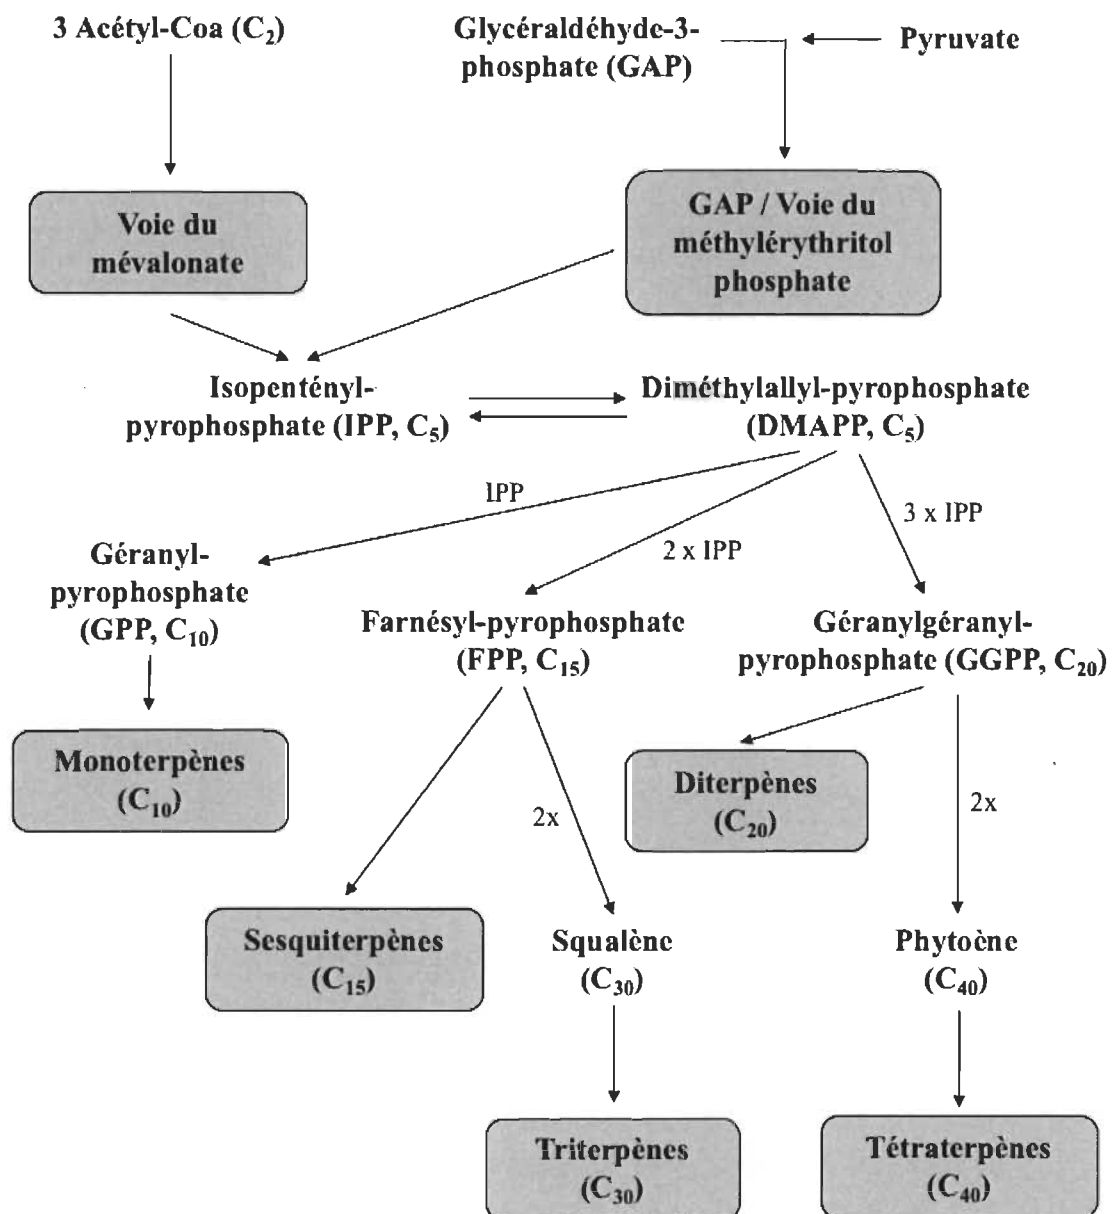 3 Acétyl-Coa (C₂)
Glycéraldéhyde-3-
phosphate (GAP)
Pyruvate
Voie du
mévalonate
GAP / Voie du
méthylérythritol
phosphate
Isopentényl-
pyrophosphate (IPP, C₅)
Diméthylallyl-pyrophosphate
(DMAPP, C₅)
IPP
2 x IPP
3 x IPP
Géranyl-
pyrophosphate
(GPP, C₁₀)
Farnésyl-pyrophosphate
(FPP, C₁₅)
Géranylgéranyl-
pyrophosphate (GGPP, C₂₀)
Monoterpènes
(C₁₀)
Diterpènes
(C₂₀)
2x
2x
Sesquiterpènes
(C₁₅)
Squalène
(C₃₀)
Phytoène
(C₄₀)
Triterpènes
(C₃₀)
Tétraterpènes
(C₄₀)